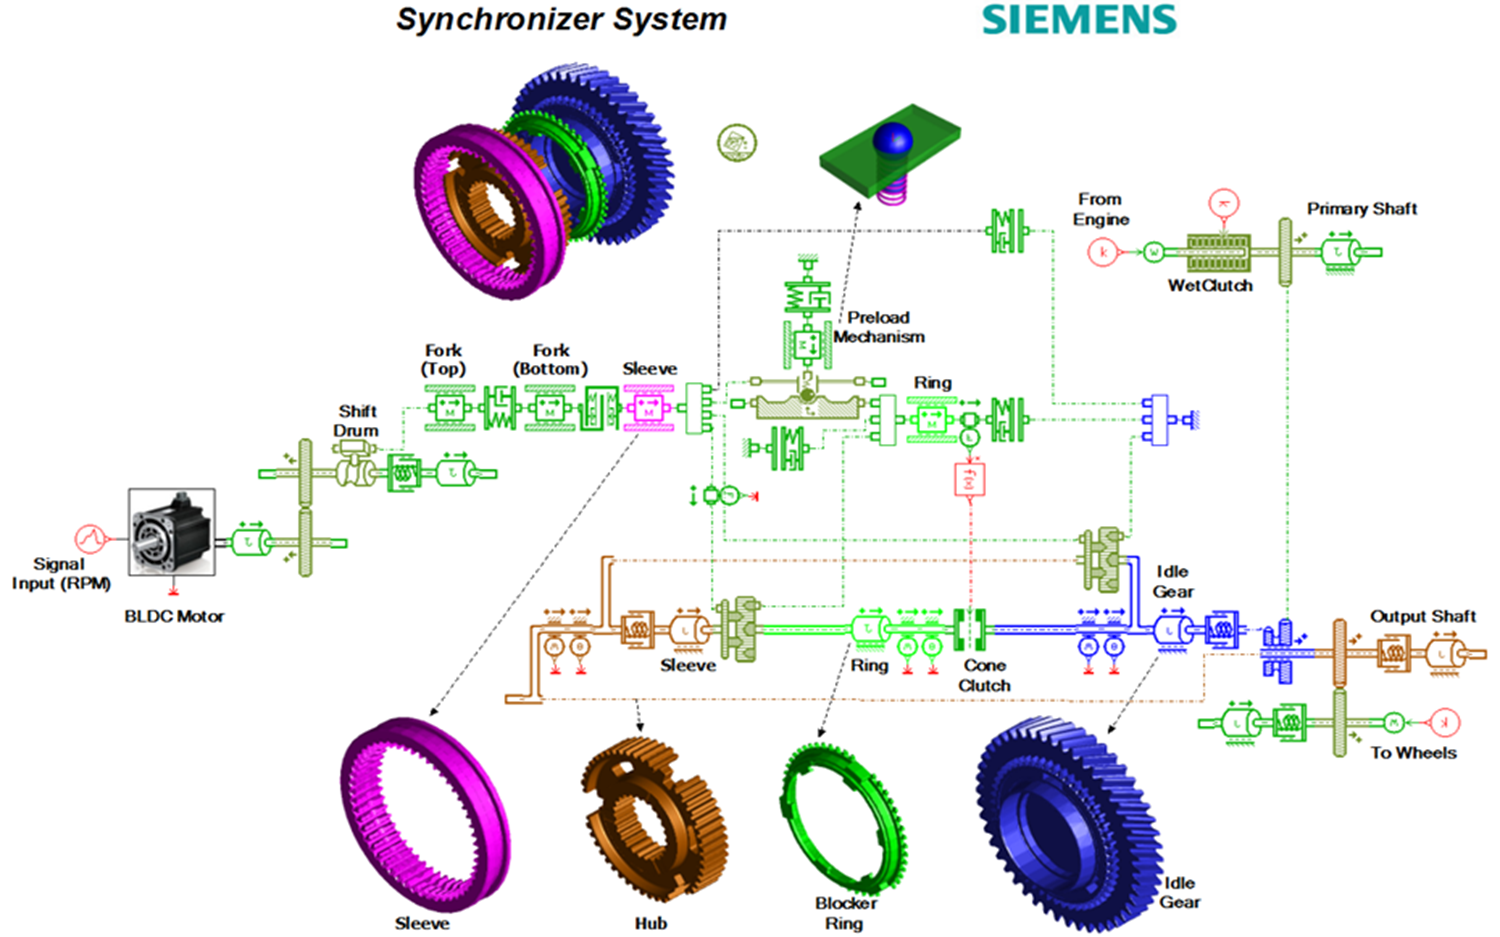 Synchronizer System
SIEMENS
From
Engine
Primary Shaft
WetClutch
Preload
Mechanism
Fork
(Top)
Fork
(Bottom)
Sleeve
Ring
Shift
Drum
Signal
Input (RPM)
BLDC Motor
Idle
Gear
Output Shaft
Sleeve
Ring
Cone
Clutch
To Wheels
Sleeve
Hub
Blocker
Ring
Idle
Gear